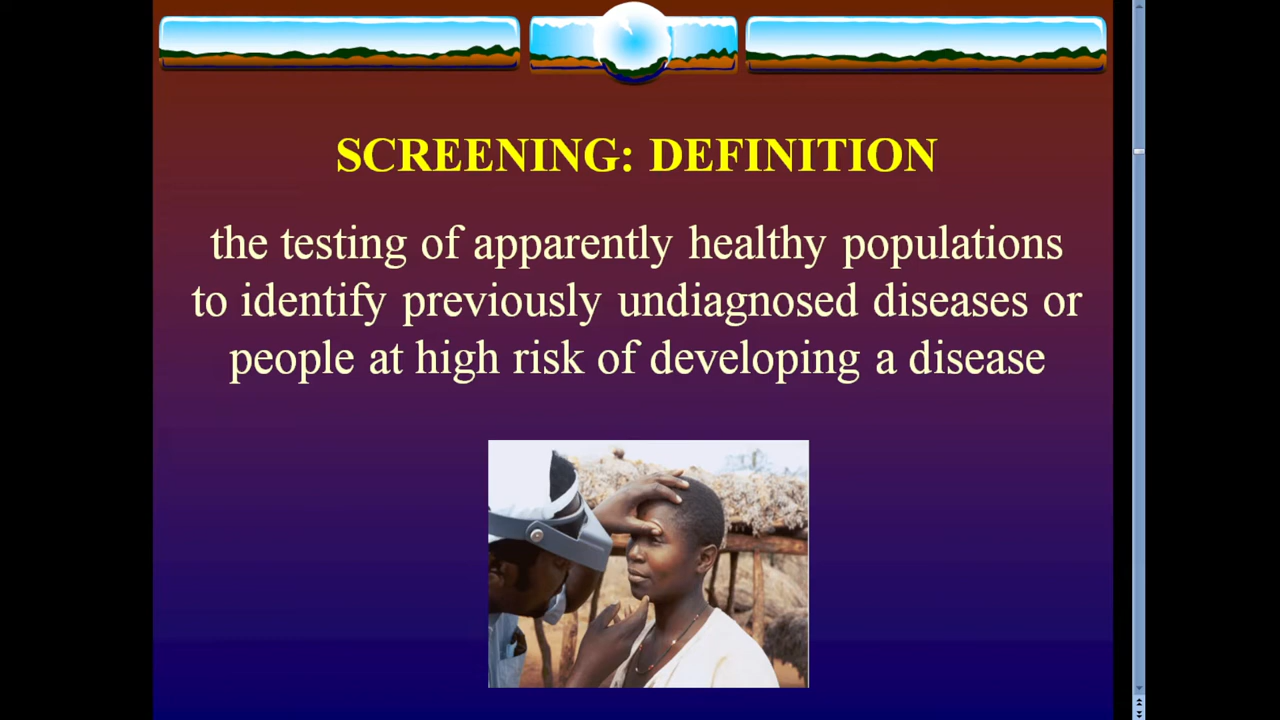 SCREENING: DEFINITION
the testing of apparently healthy populations
to identify previously undiagnosed diseases or
people at high risk of developing a disease